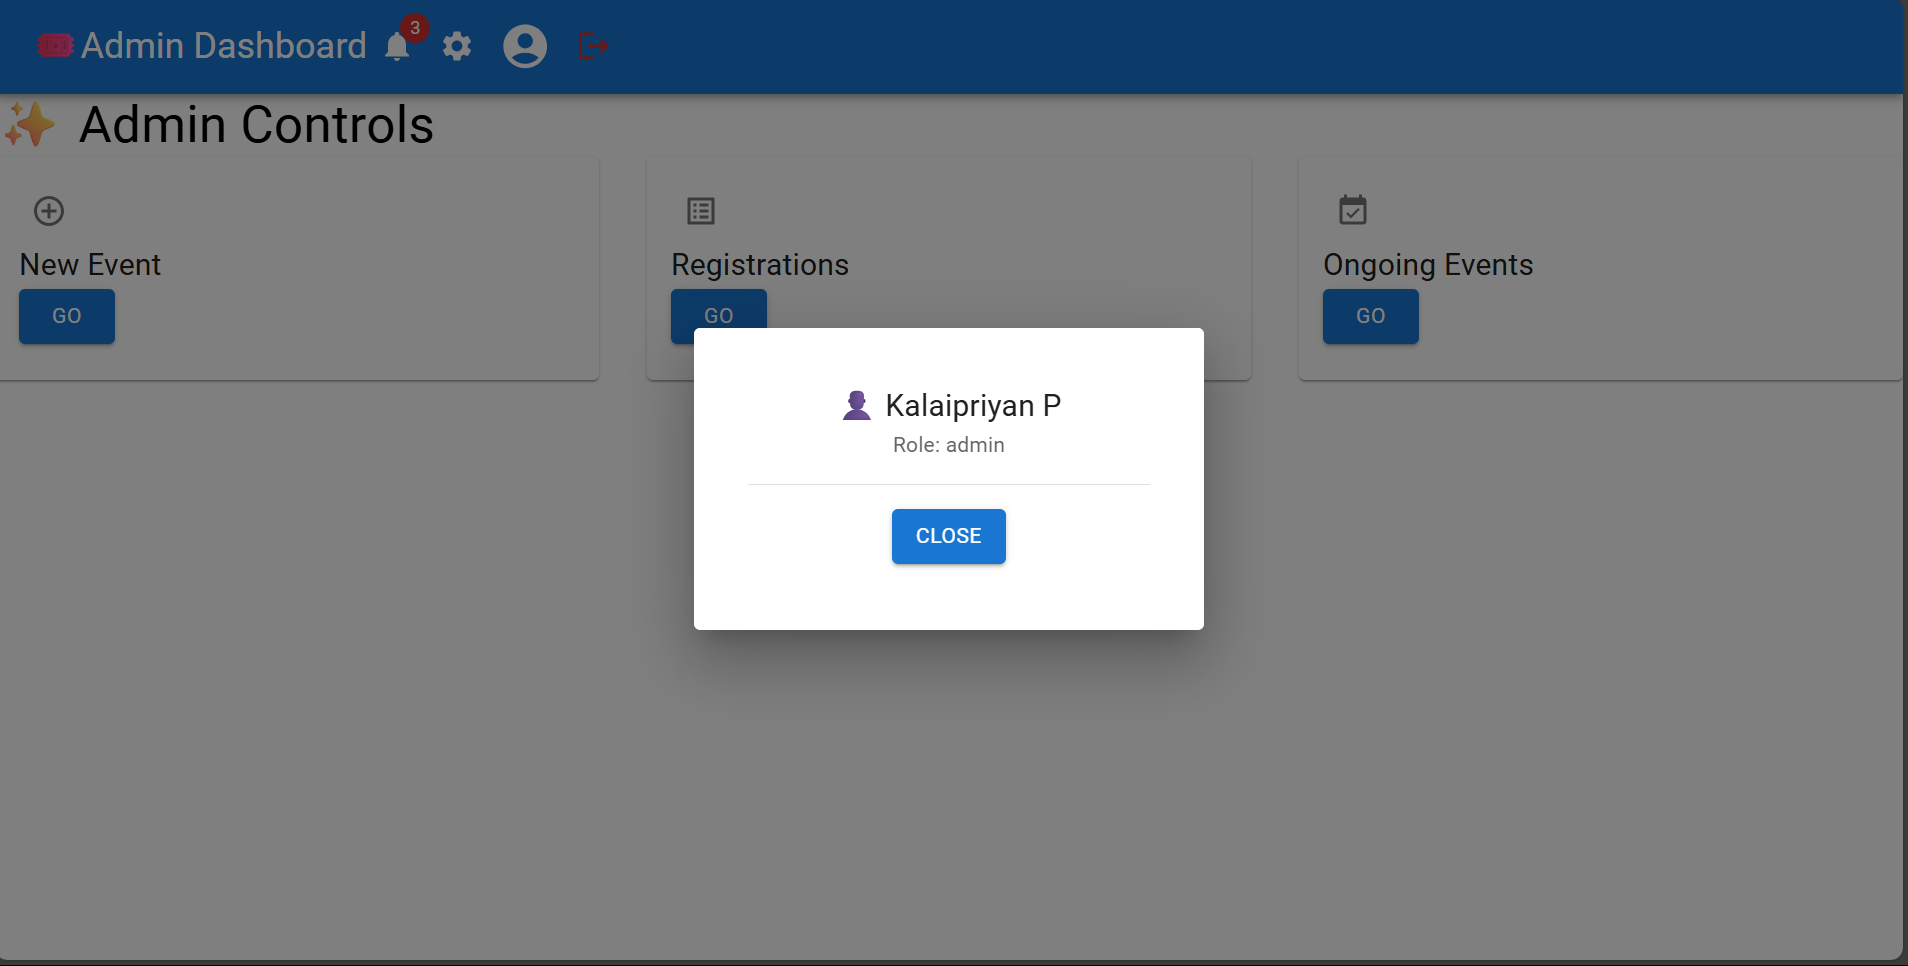 Admin Dashboard
3
Admin Controls
New Event
GO
Registrations
GO
Ongoing Events
GO
Kalaipriyan P
Role: admin
CLOSE